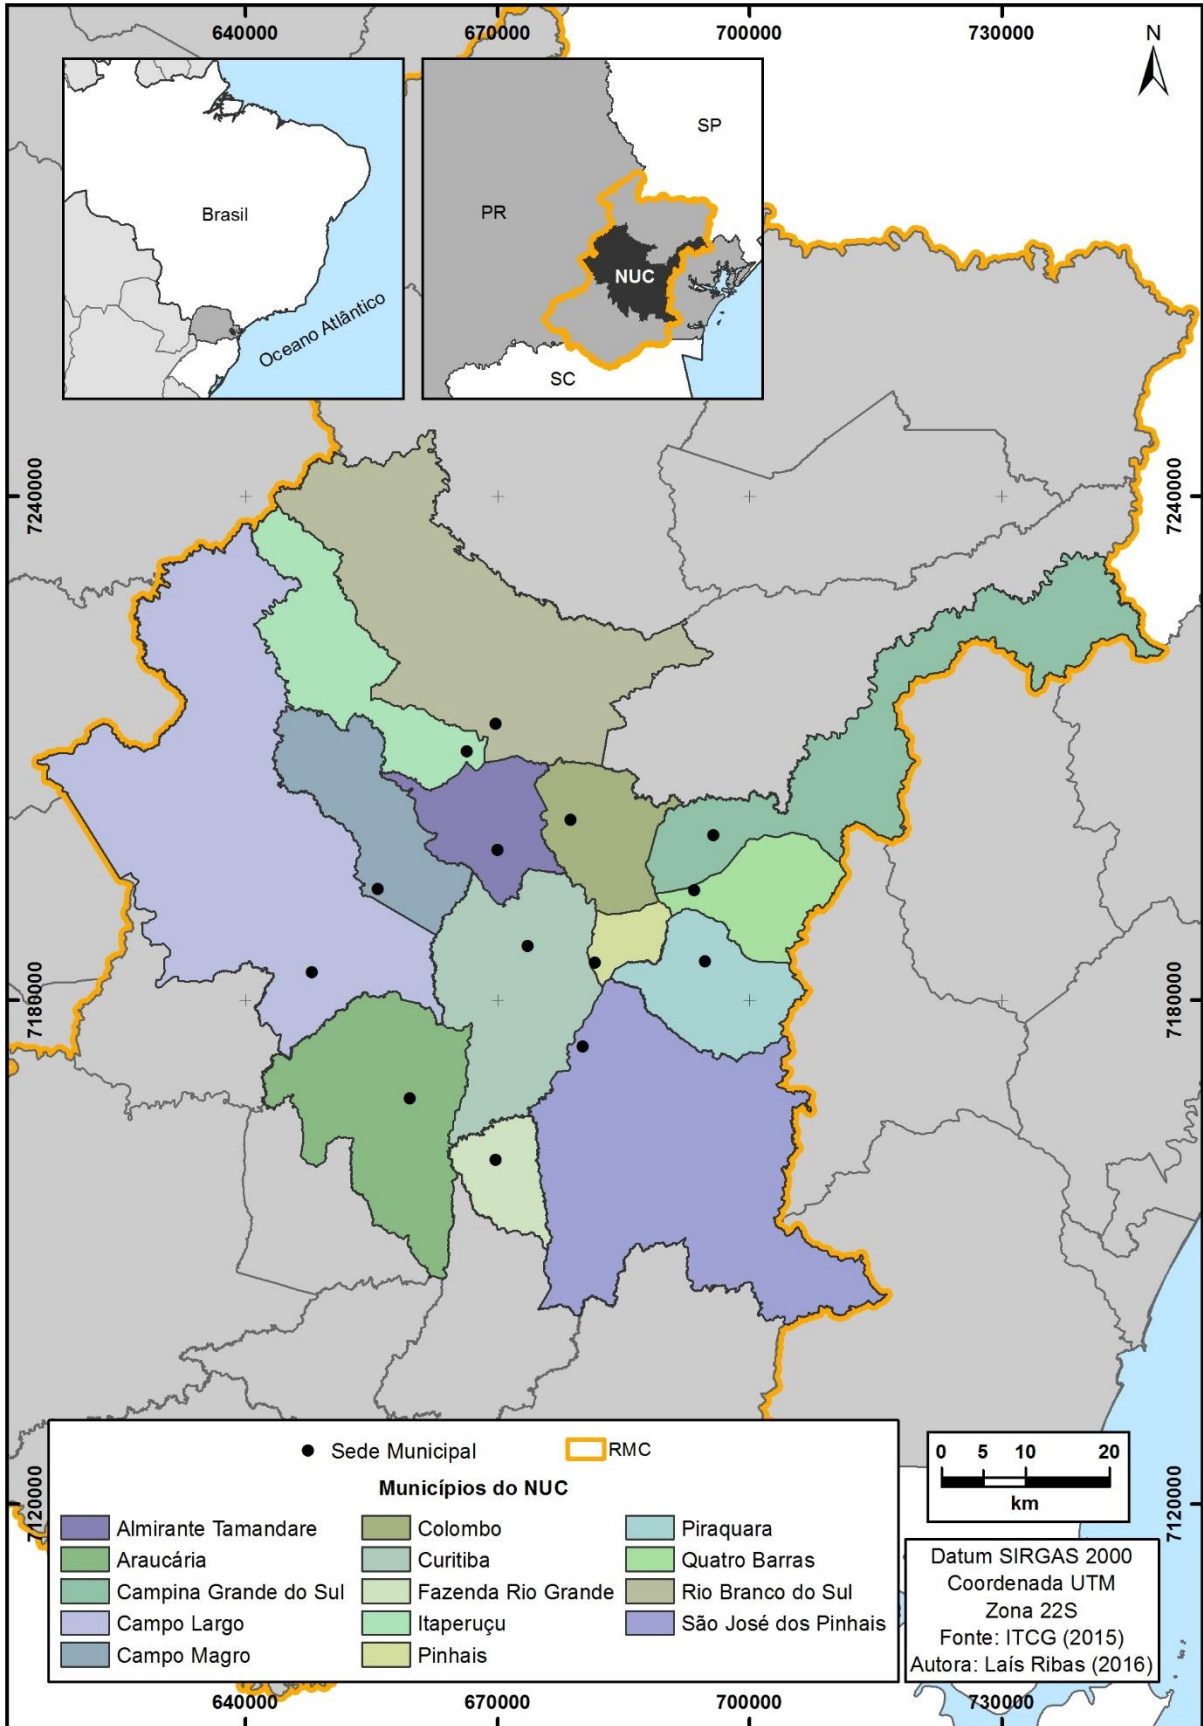 640000
670000
700000
730000
N
Brasil
Oceano Atlântico
SP
PR
NUC
SC
7240000
7240000
7180000
7180000
7120000
7120000
Sede Municipal
RMC
Municípios do NUC
Almirante Tamandare
Araucária
Campina Grande do Sul
Campo Largo
Campo Magro
Colombo
Curitiba
Fazenda Rio Grande
Itaperuçu
Pinhais
Piraquara
Quatro Barras
Rio Branco do Sul
São José dos Pinhais
0 5 10 20
km
Datum SIRGAS 2000
Coordenada UTM
Zona 22S
Fonte: ITCG (2015)
Autora: Laís Ribas (2016)
640000
670000
700000
730000